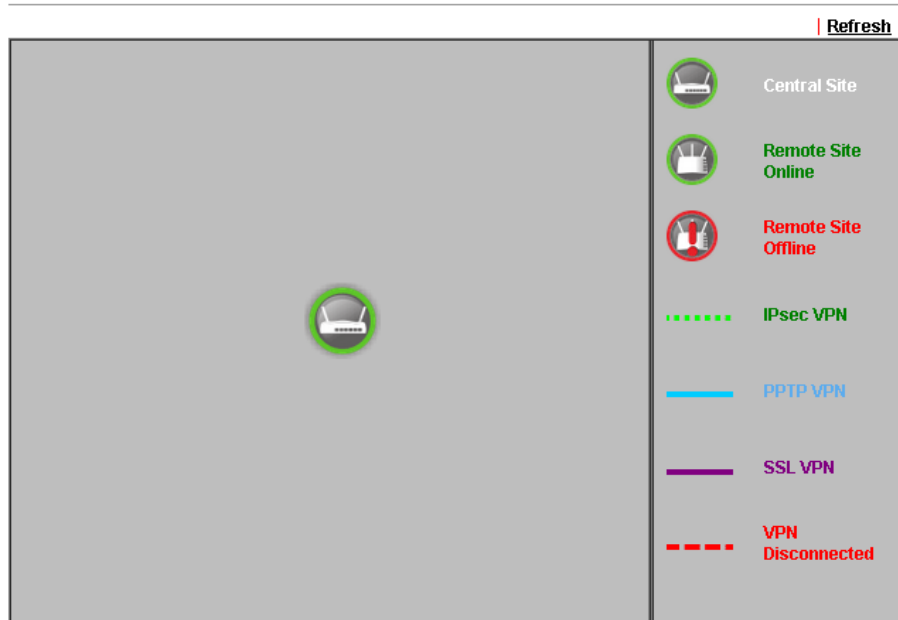 | Refresh
Central Site
Remote Site
Online
Remote Site
Offline
IPsec VPN
PPTP VPN
SSL VPN
VPN
Disconnected